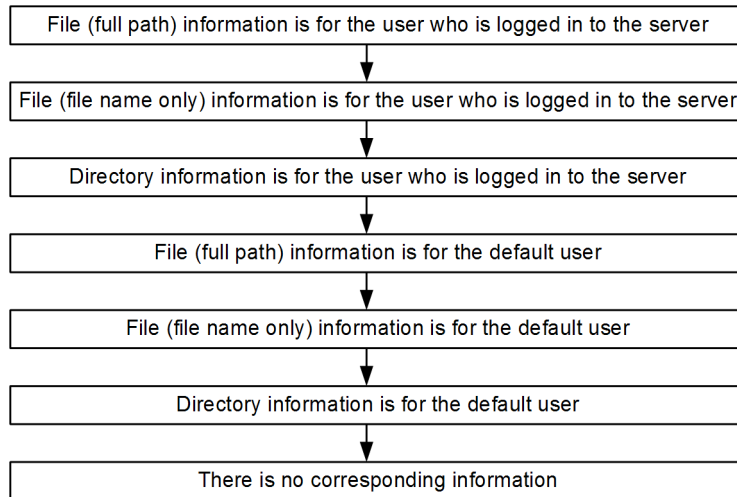 File (full path) information is for the user who is logged in to the server
File (file name only) information is for the user who is logged in to the server
Directory information is for the user who is logged in to the server
File (full path) information is for the default user
File (file name only) information is for the default user
Directory information is for the default user
There is no corresponding information